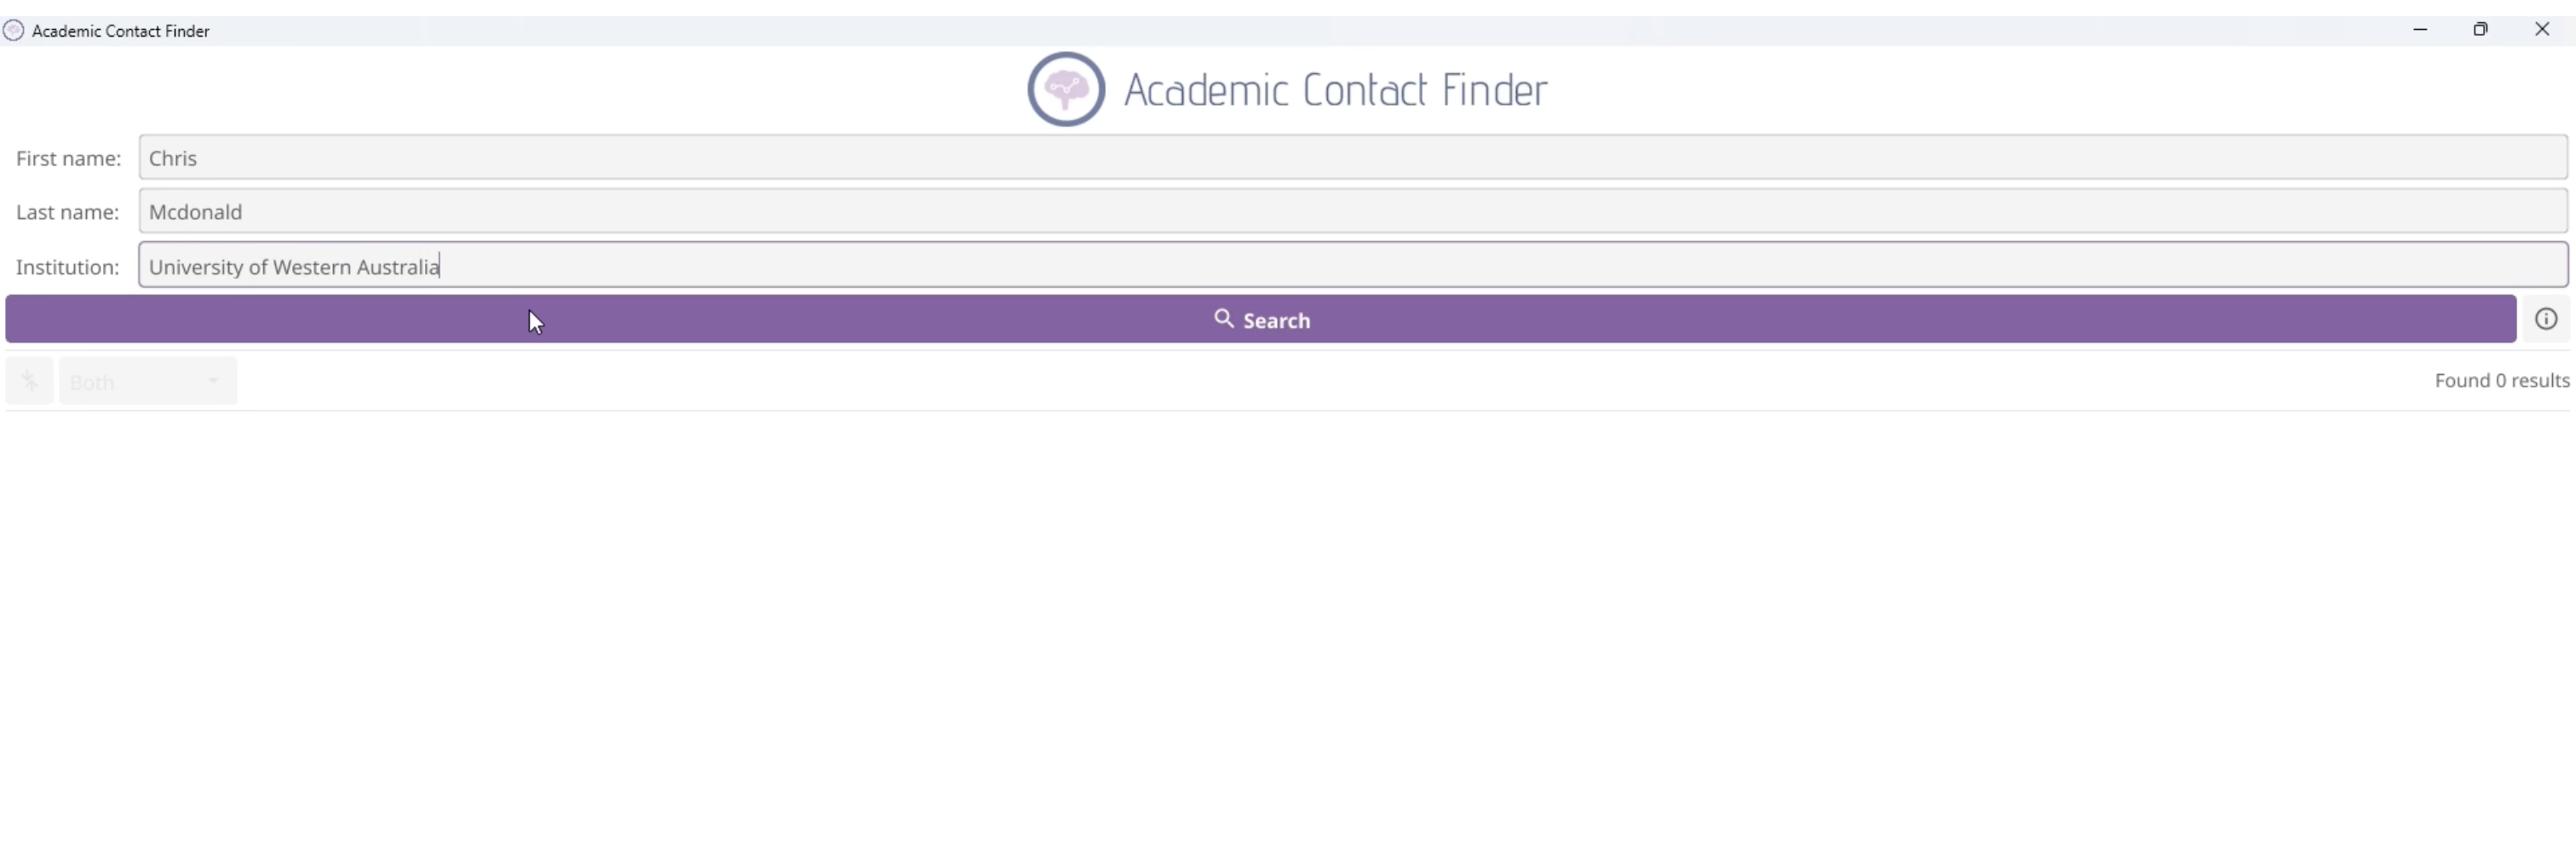 Academic Contact Finder
Academic Contact Finder
First name: Chris
Last name: Mcdonald
Institution: University of Western Australia
Search
Both
Found 0 results